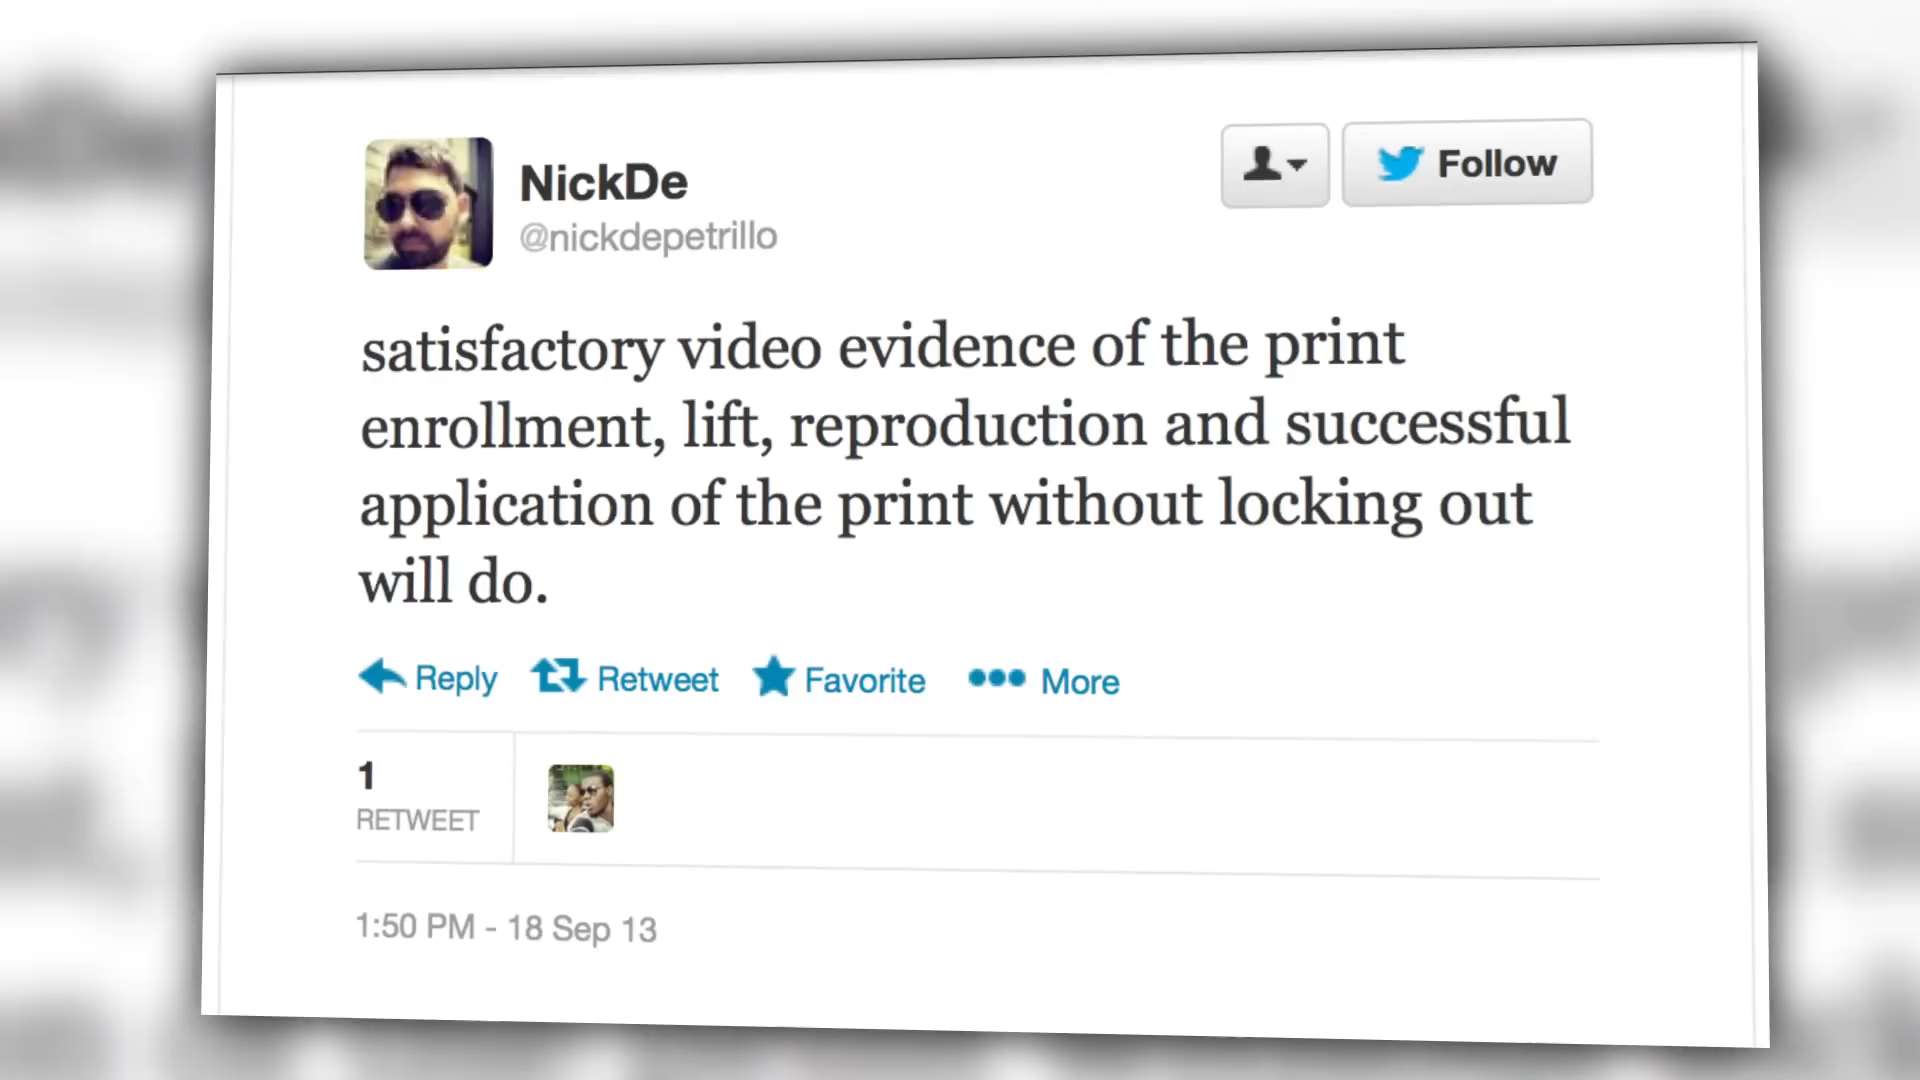 NickDe
@nickdepetrillo
Follow
satisfactory video evidence of the print
enrollment, lift, reproduction and successful
application of the print without locking out
will do.
Reply Retweet Favorite More
1
RETWEET
1:50 PM - 18 Sep 13